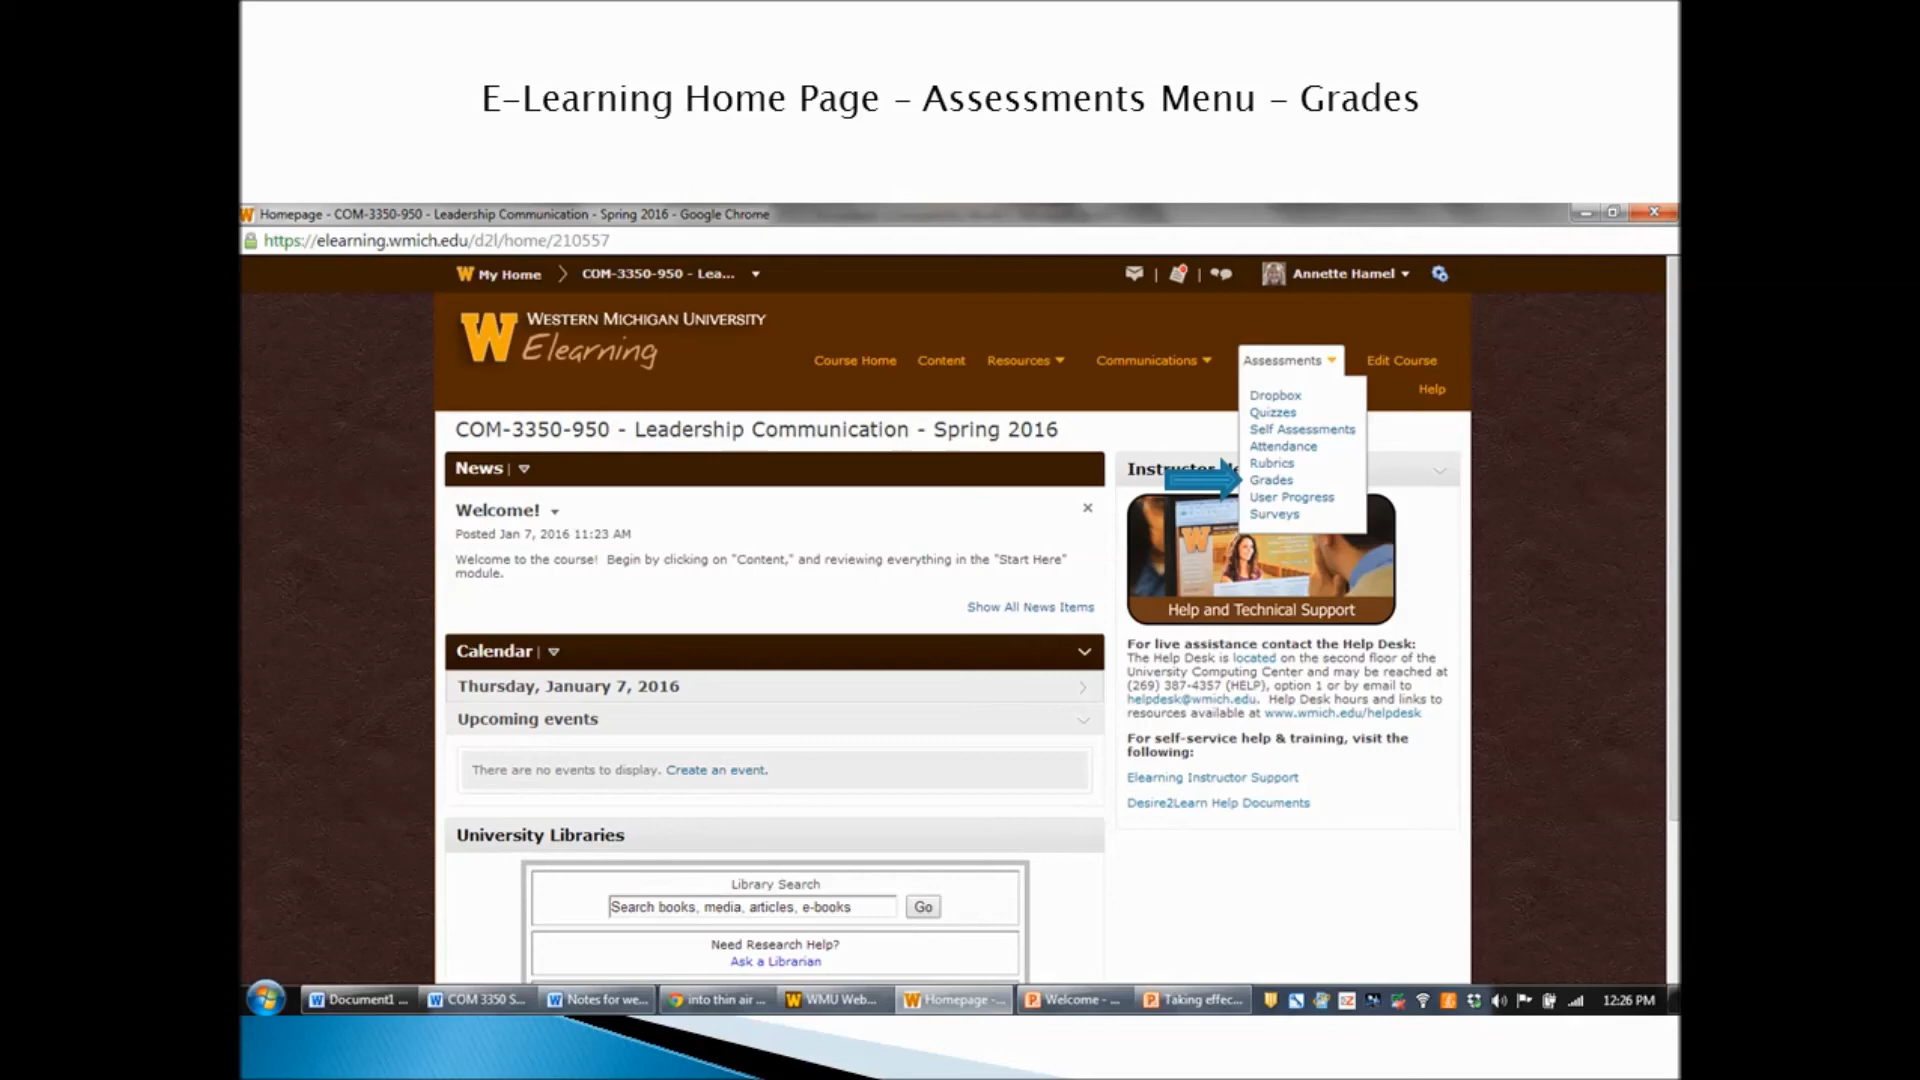 E-Learning Home Page – Assessments Menu – Grades
Homepage - COM-3350-950 - Leadership Communication - Spring 2016 - Google Chrome
https://elearning.wmich.edu/d2l/home/210557
My Home
COM-3350-950 - Lea...
Annette Hamel
WESTERN MICHIGAN UNIVERSITY
Elearning
Course Home
Content
Resources
Communications
Assessments
Edit Course
Help
Dropbox
Quizzes
Self Assessments
Attendance
Rubrics
Grades
User Progress
Surveys
COM-3350-950 - Leadership Communication - Spring 2016
News
Welcome!
Posted Jan 7, 2016 11:23 AM
Welcome to the course! Begin by clicking on "Content," and reviewing everything in the "Start Here"
module.
Show All News Items
Calendar
Thursday, January 7, 2016
Upcoming events
There are no events to display. Create an event.
University Libraries
Library Search
Search books, media, articles, e-books
Go
Need Research Help?
Ask a Librarian
Help and Technical Support
For live assistance contact the Help Desk:
The Help Desk is located on the second floor of the
University Computing Center and may be reached at
(269) 387-4357 (HELP), option 1 or by email to
helpdesk@wmich.edu. Help Desk hours and links to
resources available at www.wmich.edu/helpdesk
For self-service help & training, visit the
following:
Elearning Instructor Support
Desire2Learn Help Documents
Document1 ...
COM 3350 S...
Notes for we...
into thin air ...
WMU Web...
Homepage -...
Welcome - ...
Taking effec...
12:26 PM